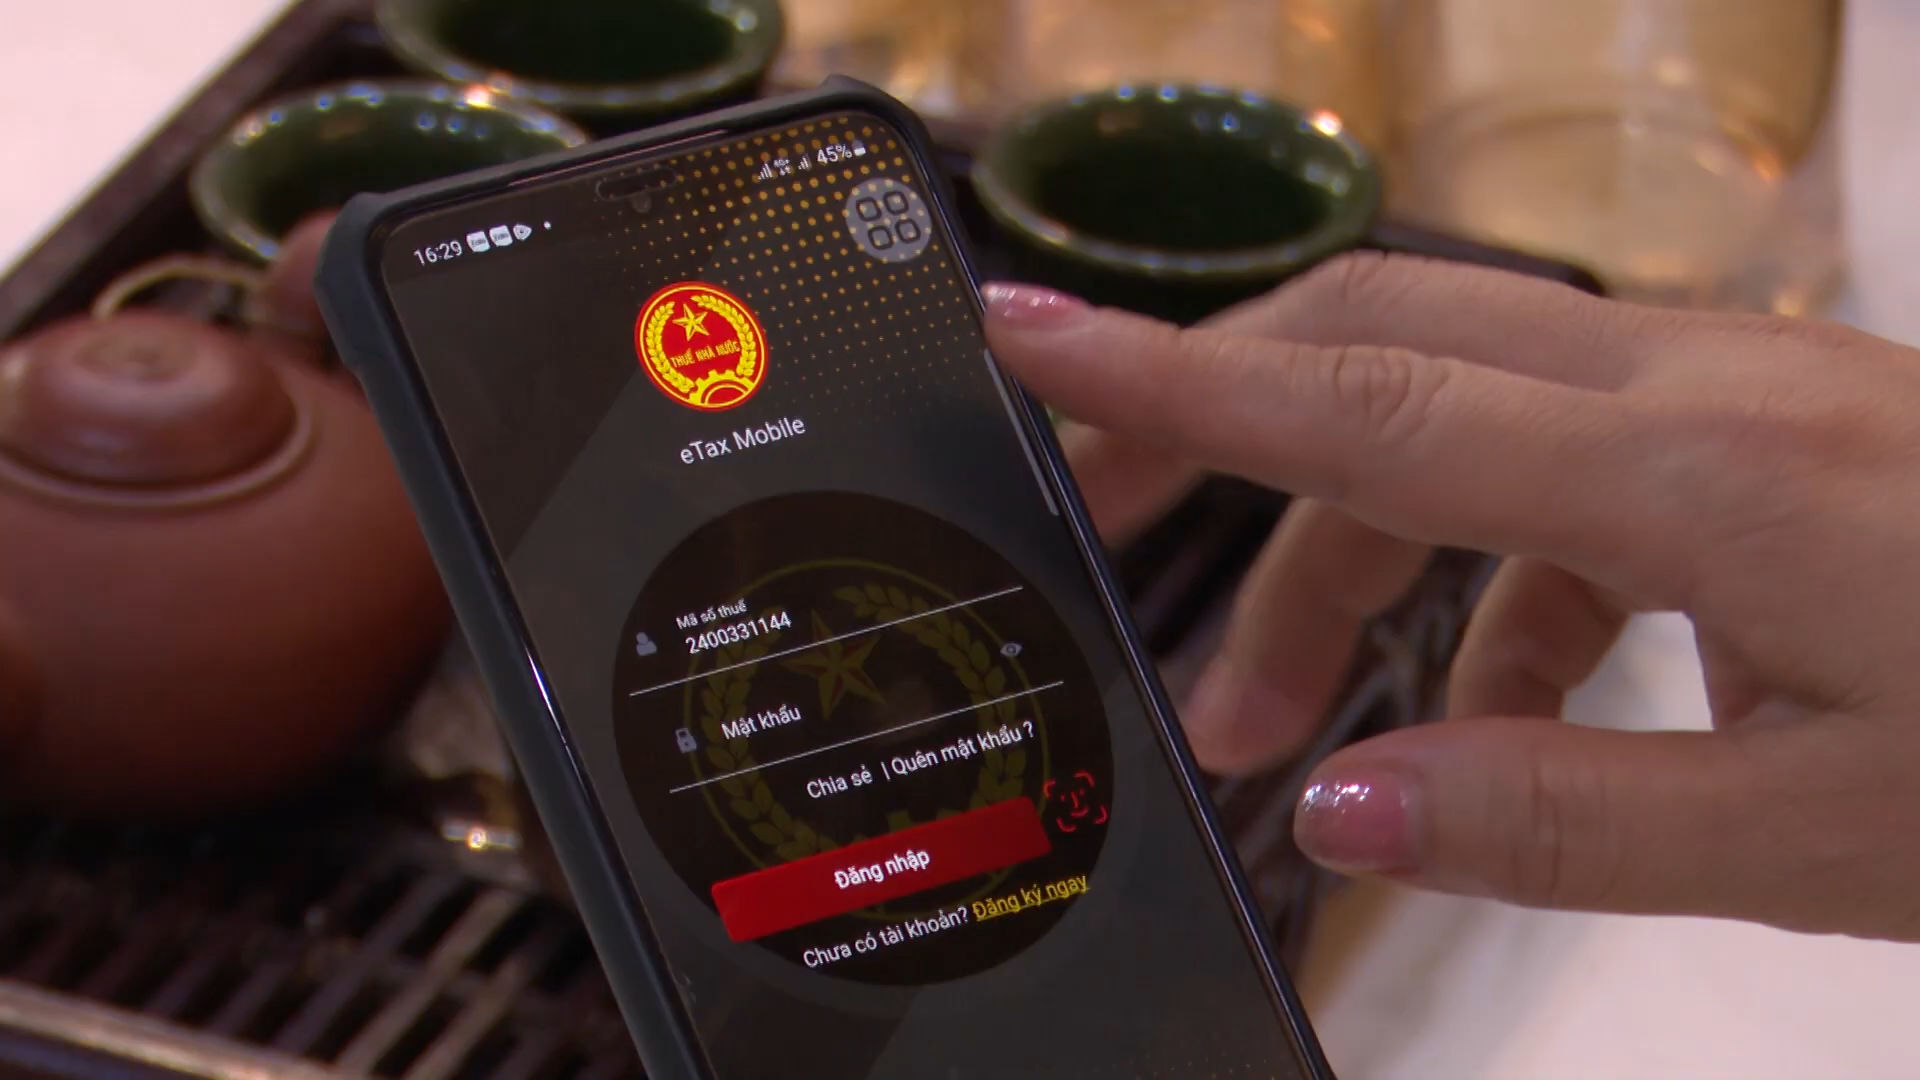 16:29
45%
THUẾ NHÀ NƯỚC
eTax Mobile
Mã số thuế
2400331144
Mật khẩu
Chia sẻ | Quên mật khẩu ?
Đăng nhập
Chưa có tài khoản? Đăng ký ngay